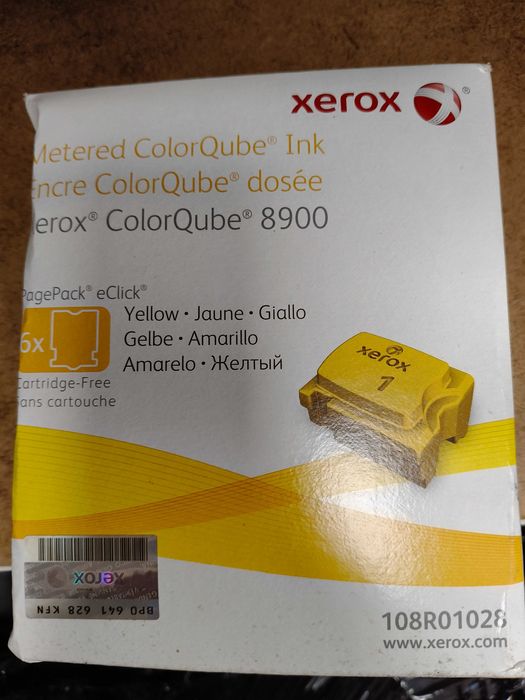 xerox®
Metered ColorQube® Ink
Encre ColorQube® dosée
Xerox® ColorQube® 8900
PagePack® eClick®
6x
Yellow • Jaune • Giallo
Gelbe • Amarillo
Amarelo • Желтый
Cartridge-Free
Sans cartouche
xerox
1
xerox
BP0 641 628 KFN
108R01028
www.xerox.com